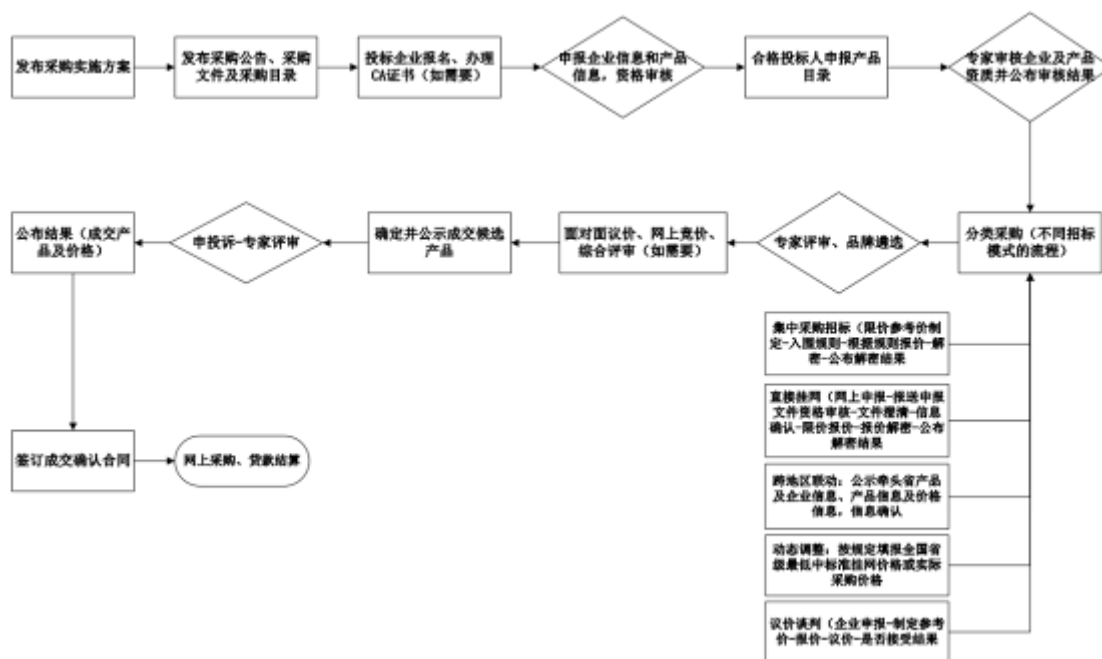 发布采购实施方案
发布采购公告、采购
文件及采购目录
投标企业报名、办理
CA证书（如需要）
申报企业信息和产品
信息，资格审核
合格投标人申报产品
目录
专家审核企业及产品
资质并公布审核结果
公布结果（成交产
品及价格）
申投诉-专家评审
确定并公示成交候选
产品
面对面议价、网上竞价、
综合评审（如需要）
专家评审、品牌遴选
分类采购（不同招标
模式的流程）
集中采购招标（限价参考价制
定-入围规则-根据规则报价-解
密-公布解密结果
直接挂网（网上申报-报送申报
文件资格审核-文件澄清-信息
确认-限价报价-报价解密-公布
解密结果
跨地区联动：公示牵头省产品
及企业信息、产品信息及价格
信息，信息确认
动态调整：按规定填报全国省
级最低中标准挂网价格或实际
采购价格
议价谈判（企业申报-制定参考
价-报价-议价-是否接受结果
签订成交确认合同
网上采购、货款结算